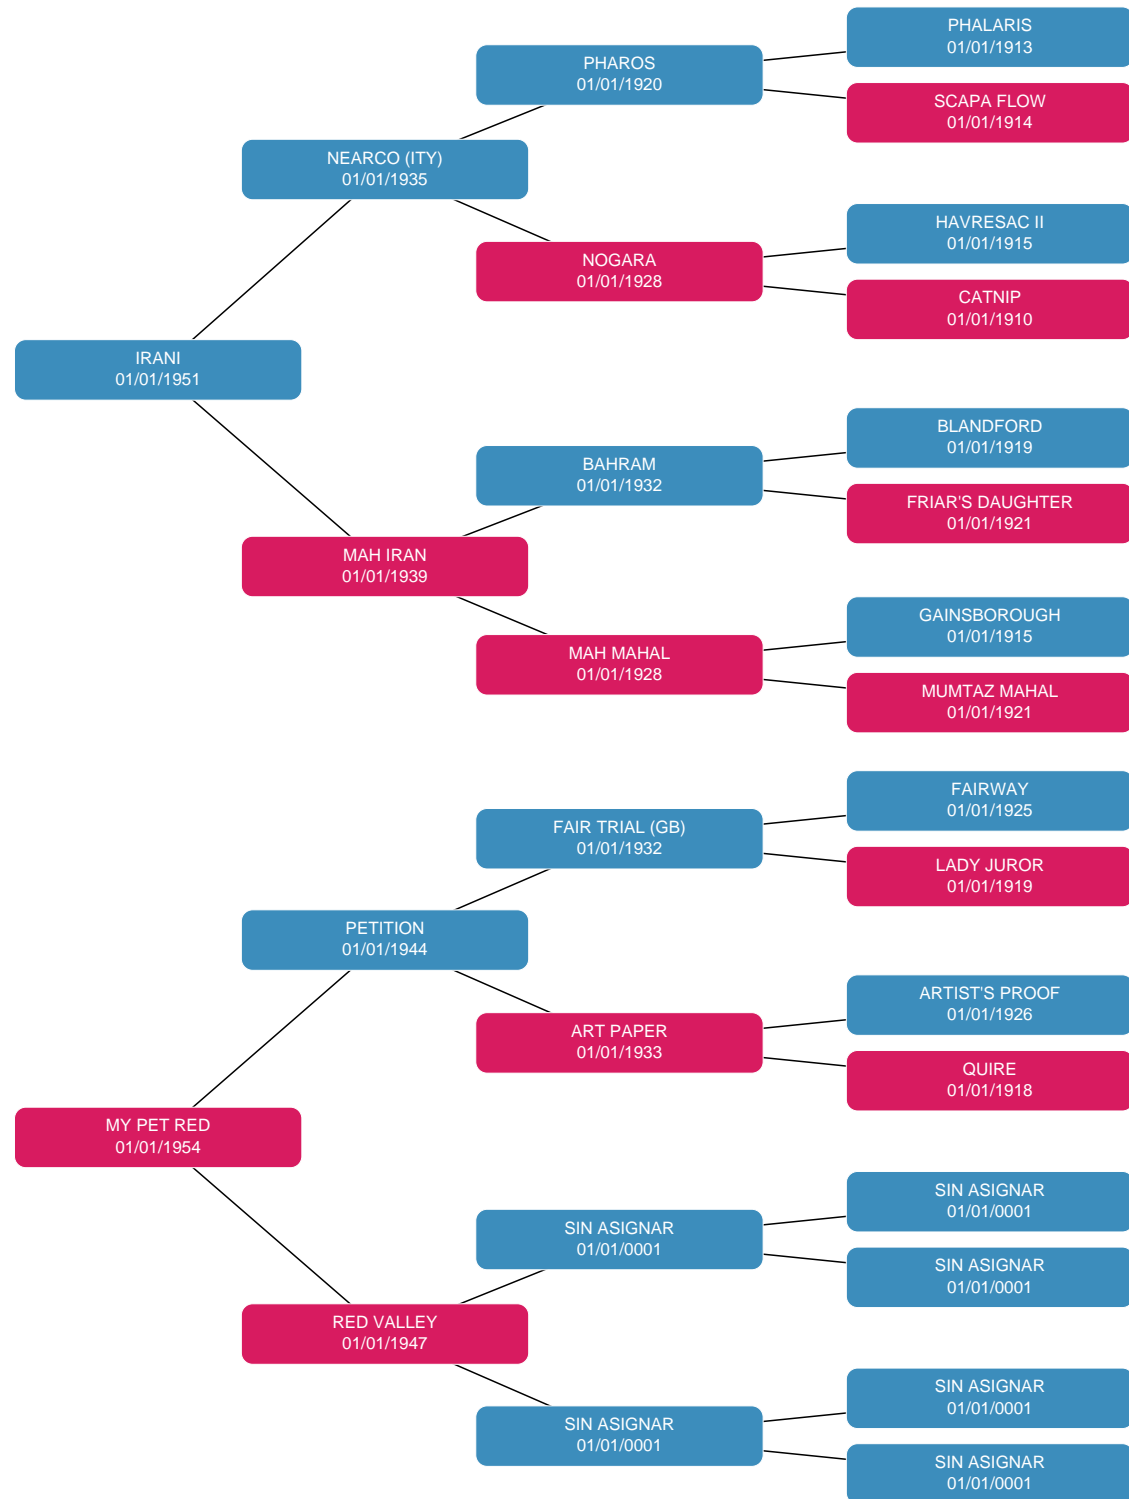 PHALARIS
01/01/1913
PHAROS
01/01/1920
SCAPA FLOW
01/01/1914
NEARCO (ITY)
01/01/1935
HAVRESAC II
01/01/1915
NOGARA
01/01/1928
CATNIP
01/01/1910
IRANI
01/01/1951
BLANDFORD
01/01/1919
BAHRAM
01/01/1932
FRIAR'S DAUGHTER
01/01/1921
MAH IRAN
01/01/1939
GAINSBOROUGH
01/01/1915
MAH MAHAL
01/01/1928
MUMTAZ MAHAL
01/01/1921
FAIRWAY
01/01/1925
FAIR TRIAL (GB)
01/01/1932
LADY JUROR
01/01/1919
PETITION
01/01/1944
ARTIST'S PROOF
01/01/1926
ART PAPER
01/01/1933
QUIRE
01/01/1918
MY PET RED
01/01/1954
SIN ASIGNAR
01/01/0001
SIN ASIGNAR
01/01/0001
SIN ASIGNAR
01/01/0001
RED VALLEY
01/01/1947
SIN ASIGNAR
01/01/0001
SIN ASIGNAR
01/01/0001
SIN ASIGNAR
01/01/0001